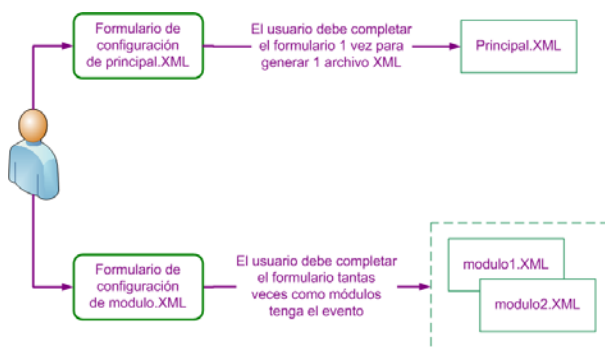 Formulario de
configuración
de principal.XML
El usuario debe completar
el formulario 1 vez para
generar 1 archivo XML
Principal.XML
Formulario de
configuración
de modulo.XML
El usuario debe completar
el formulario tantas
veces como módulos
tenga el evento
modulo1.XML
modulo2.XML